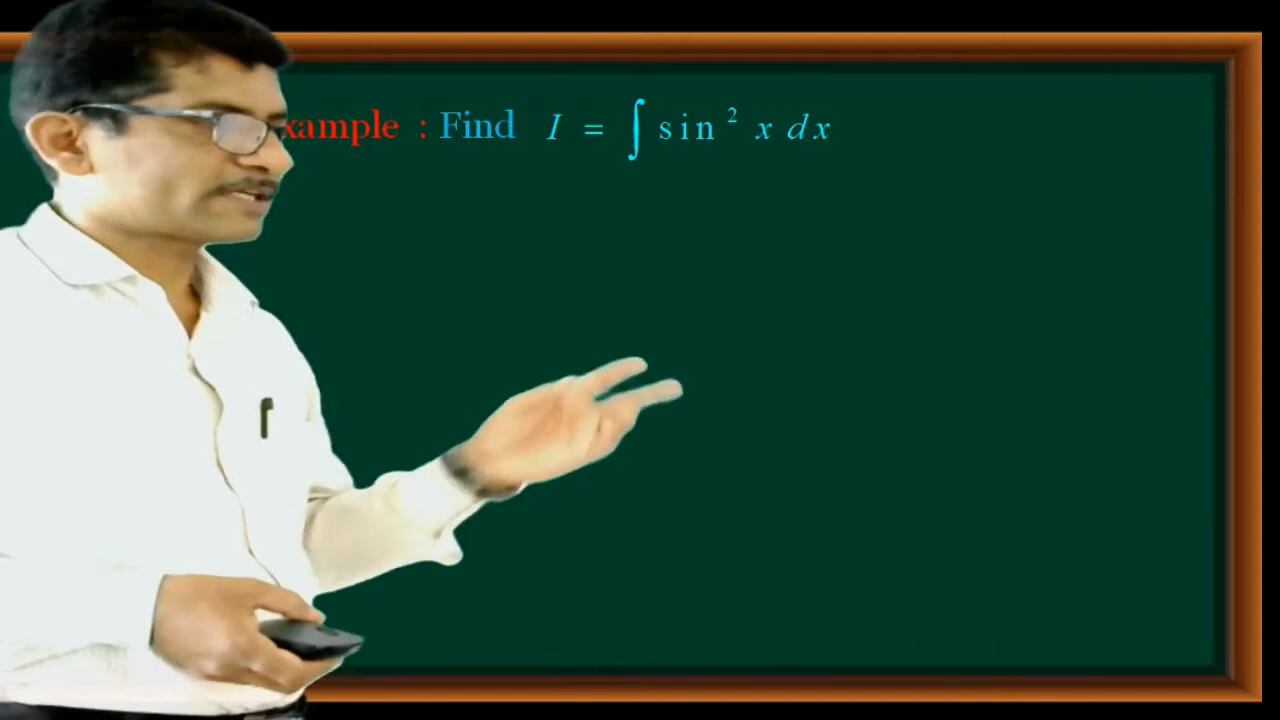 xample : Find I = ∫ sin² x dx